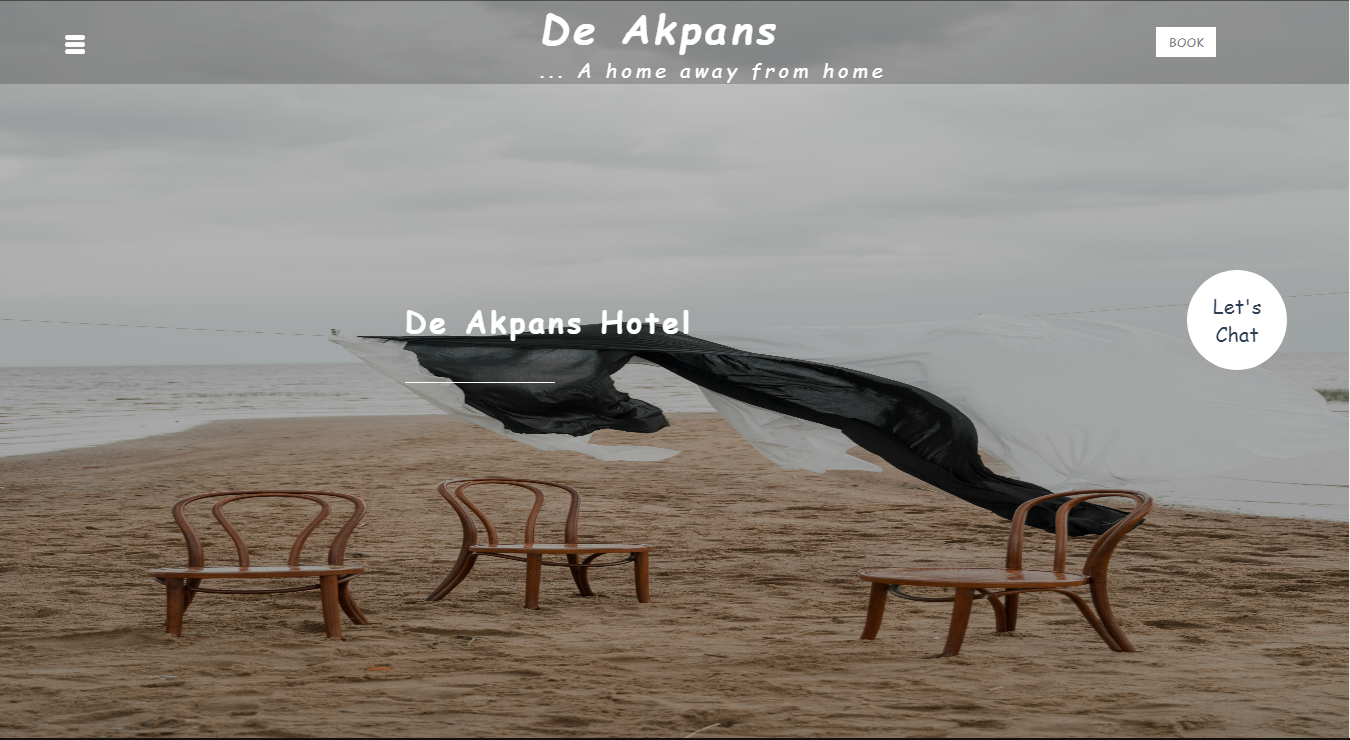 De Akpans
... A home away from home
BOOK
De Akpans Hotel
Let's
Chat